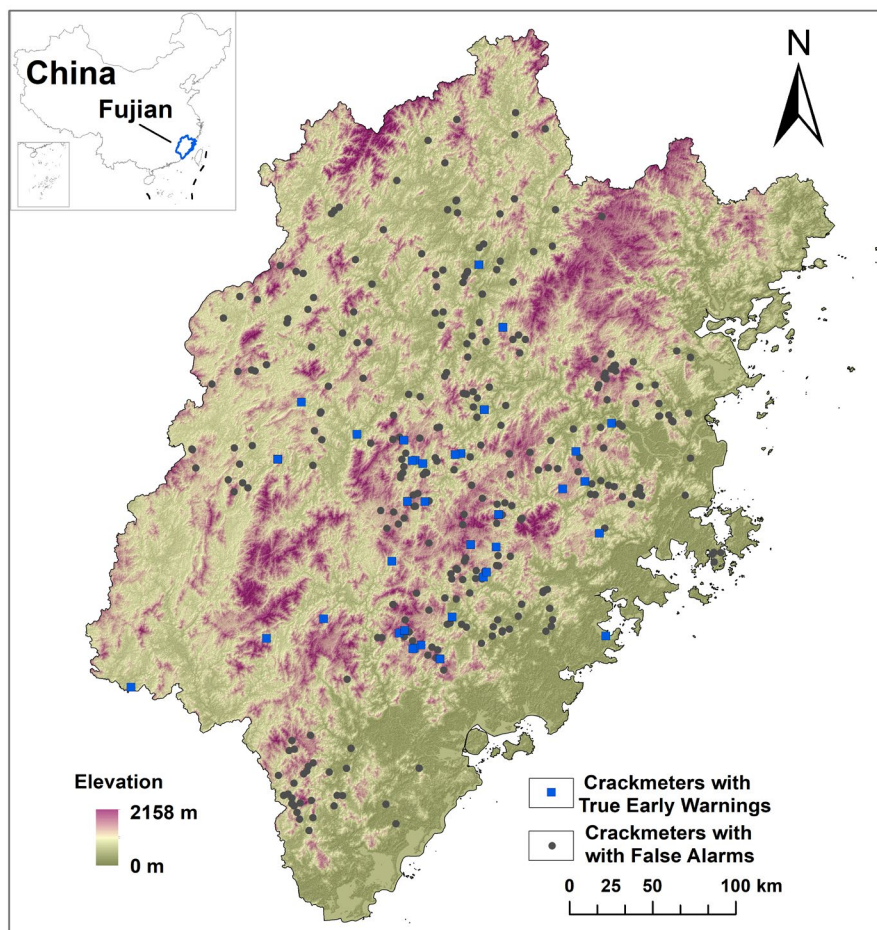 China
Fujian
N
Elevation
2158 m
0 m
Crackmeters with
True Early Warnings
Crackmeters with
with False Alarms
0 25 50 100 km